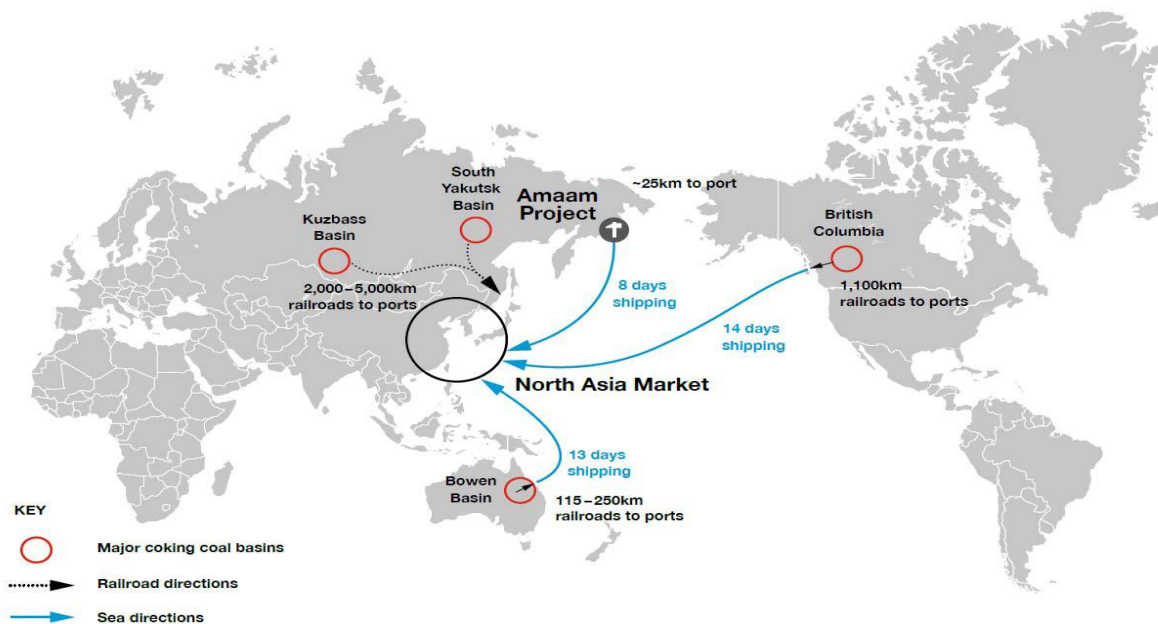 South
Yakutsk
Basin
Amaam
Project
~25km to port
Kuzbass
Basin
British
Columbia
2,000–5,000km
railroads to ports
8 days
shipping
1,100km
railroads to ports
14 days
shipping
North Asia Market
13 days
shipping
Bowen
Basin
115–250km
railroads to ports
KEY
Major coking coal basins
Railroad directions
Sea directions